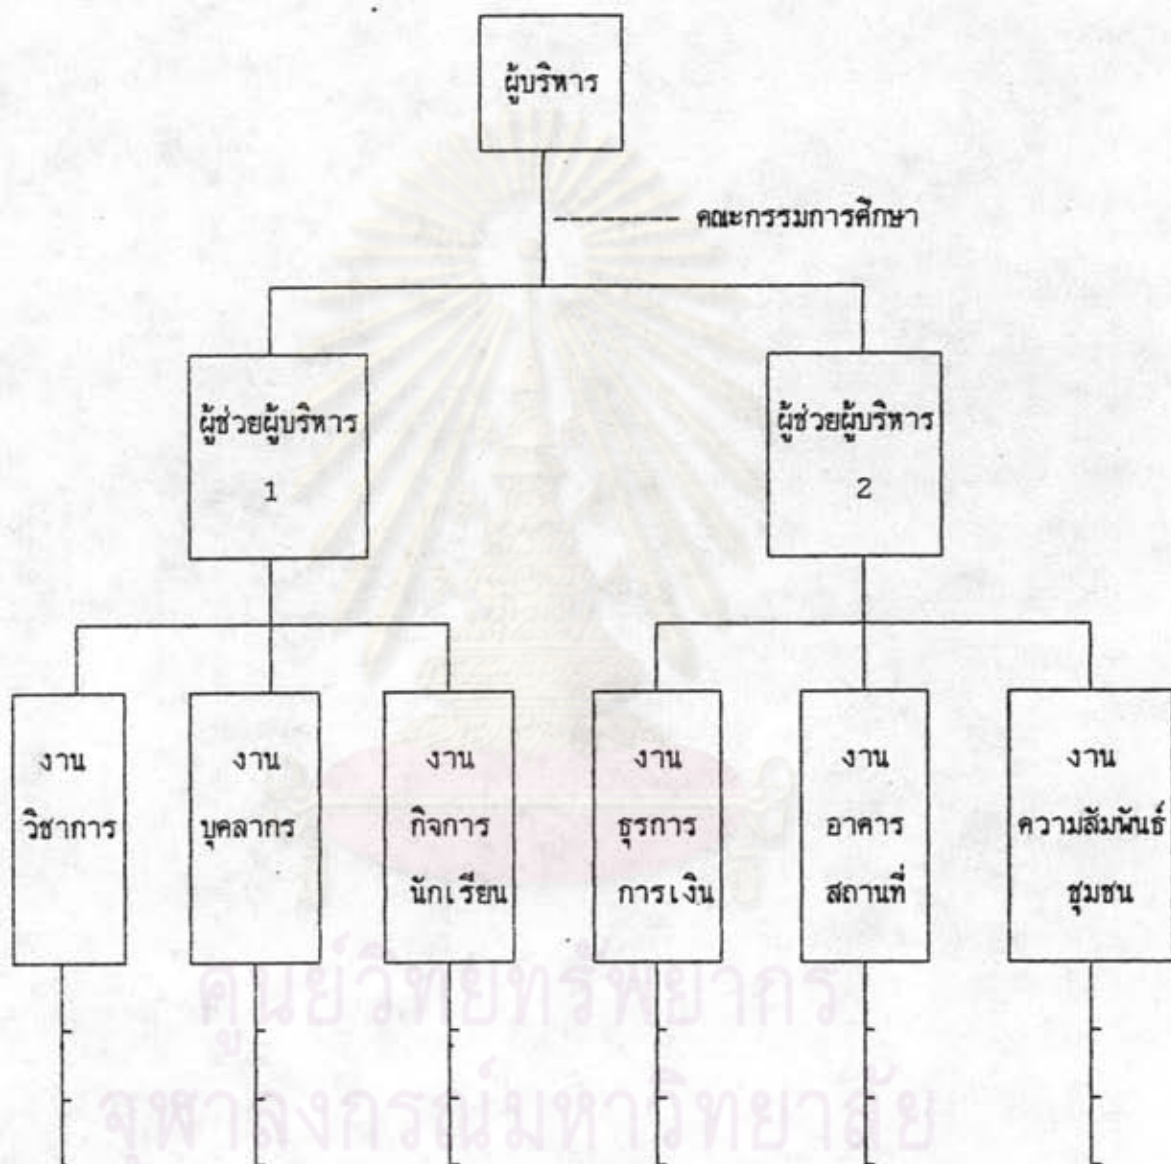 ผู้บริหาร
คณะกรรมการศึกษา
ผู้ช่วยผู้บริหาร
1
ผู้ช่วยผู้บริหาร
2
งาน
วิชาการ
งาน
บุคลากร
งาน
กิจการ
นักเรียน
งาน
ธุรการ
การเงิน
งาน
อาคาร
สถานที่
งาน
ความสัมพันธ์
ชุมชน
ศูนย์วิทยทรัพยากร
จุฬาลงกรณ์มหาวิทยาลัย